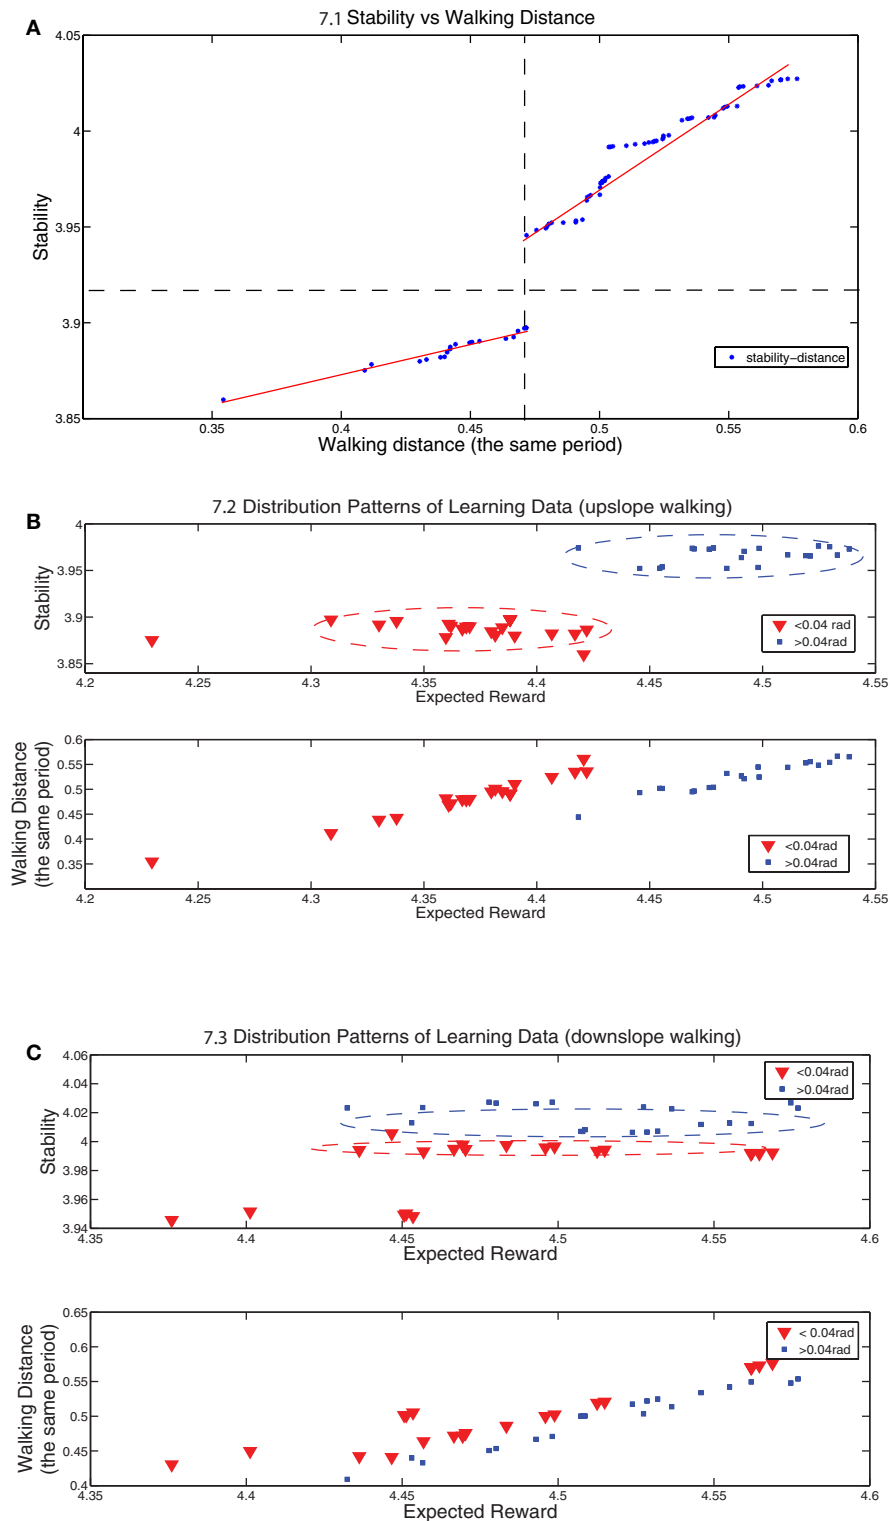 A
7.1 Stability vs Walking Distance
4.05
4
3.95
3.9
3.85
Stability
stability−distance
0.35 0.4 0.45 0.5 0.55 0.6
Walking distance (the same period)
B
7.2 Distribution Patterns of Learning Data (upslope walking)
4
3.95
3.9
3.85
Stability
<0.04 rad
>0.04rad
4.2 4.25 4.3 4.35 4.4 4.45 4.5 4.55
Expected Reward
0.6
0.55
0.5
0.45
0.4
0.35
Walking Distance
(the same period)
<0.04rad
>0.04rad
4.2 4.25 4.3 4.35 4.4 4.45 4.5 4.55
Expected Reward
C
7.3 Distribution Patterns of Learning Data (downslope walking)
4.06
4.04
4.02
4
3.98
3.96
3.94
Stability
<0.04rad
>0.04rad
4.35 4.4 4.45 4.5 4.55 4.6
Expected Reward
0.65
0.6
0.55
0.5
0.45
0.4
Walking Distance
(the same period)
< 0.04rad
>0.04rad
4.35 4.4 4.45 4.5 4.55 4.6
Expected Reward